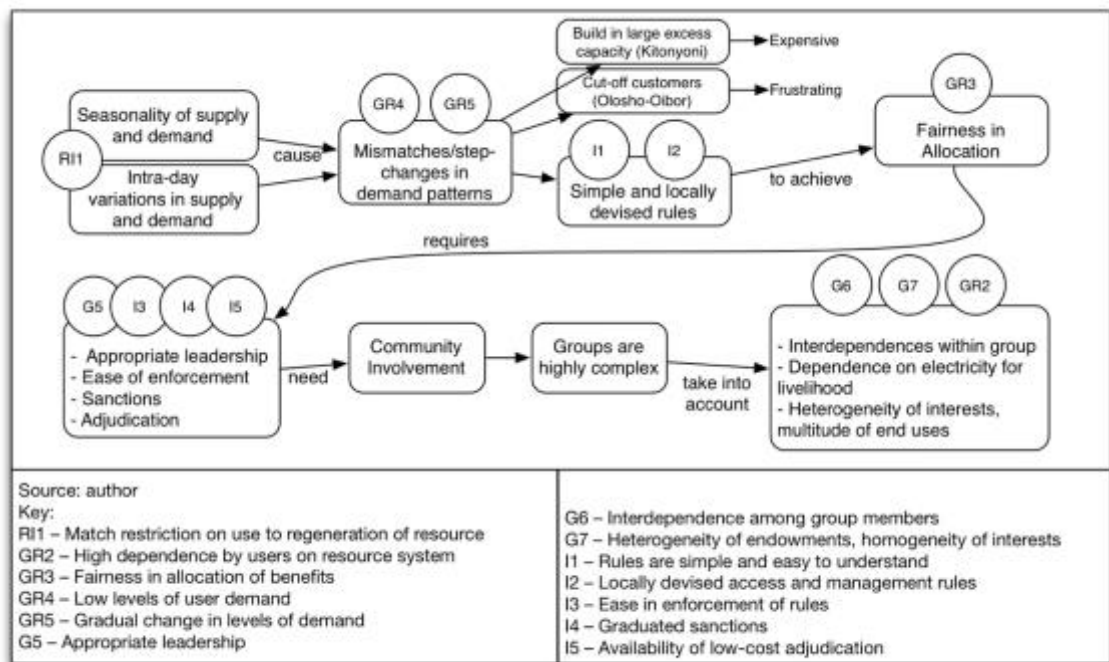 Build in large excess
capacity (Kitonyoni)
Expensive
Cut-off customers
(Olosho-Oibor)
Frustrating
GR4
GR5
GR3
Seasonality of supply
and demand
RI1
cause
Intra-day
variations in supply
and demand
Mismatches/step-
changes in
demand patterns
I1
I2
Simple and locally
devised rules
to achieve
Fairness in
Allocation
requires
G5
I3
I4
I5
- Appropriate leadership
- Ease of enforcement
- Sanctions
- Adjudication
need
Community
Involvement
Groups are
highly complex
take into
account
G6
G7
GR2
- Interdependences within group
- Dependence on electricity for
livelihood
- Heterogeneity of interests,
multitude of end uses
Source: author
Key:
RI1 – Match restriction on use to regeneration of resource
GR2 – High dependence by users on resource system
GR3 – Fairness in allocation of benefits
GR4 – Low levels of user demand
GR5 – Gradual change in levels of demand
G5 – Appropriate leadership
G6 – Interdependence among group members
G7 – Heterogeneity of endowments, homogeneity of interests
I1 – Rules are simple and easy to understand
I2 – Locally devised access and management rules
I3 – Ease in enforcement of rules
I4 – Graduated sanctions
I5 – Availability of low-cost adjudication